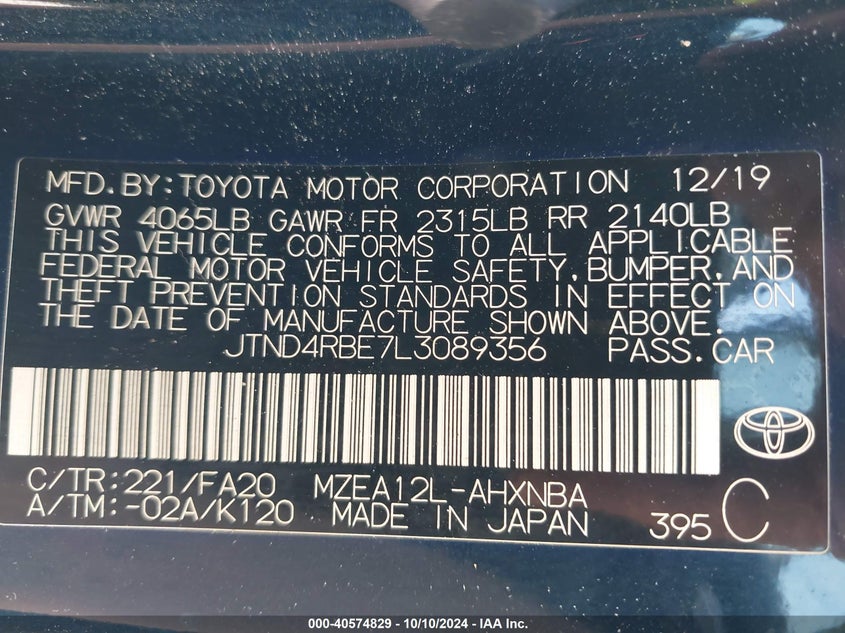 MFD.BY:TOYOTA MOTOR CORPORATION 12/19
GVWR 4065LB GAWR FR 2315LB RR 2140LB
THIS VEHICLE CONFORMS TO ALL APPLICABLE
FEDERAL MOTOR VEHICLE SAFETY,BUMPER,AND
THEFT PREVENTION STANDARDS IN EFFECT ON
THE DATE OF MANUFACTURE SHOWN ABOVE.
JTND4RBE7L3089356 PASS.CAR
C/TR:221/FA20 MZEA12L-AHXNBA
A/TM:-02A/K120 MADE IN JAPAN 395 C
000-40574829 - 10/10/2024 - IAA Inc.